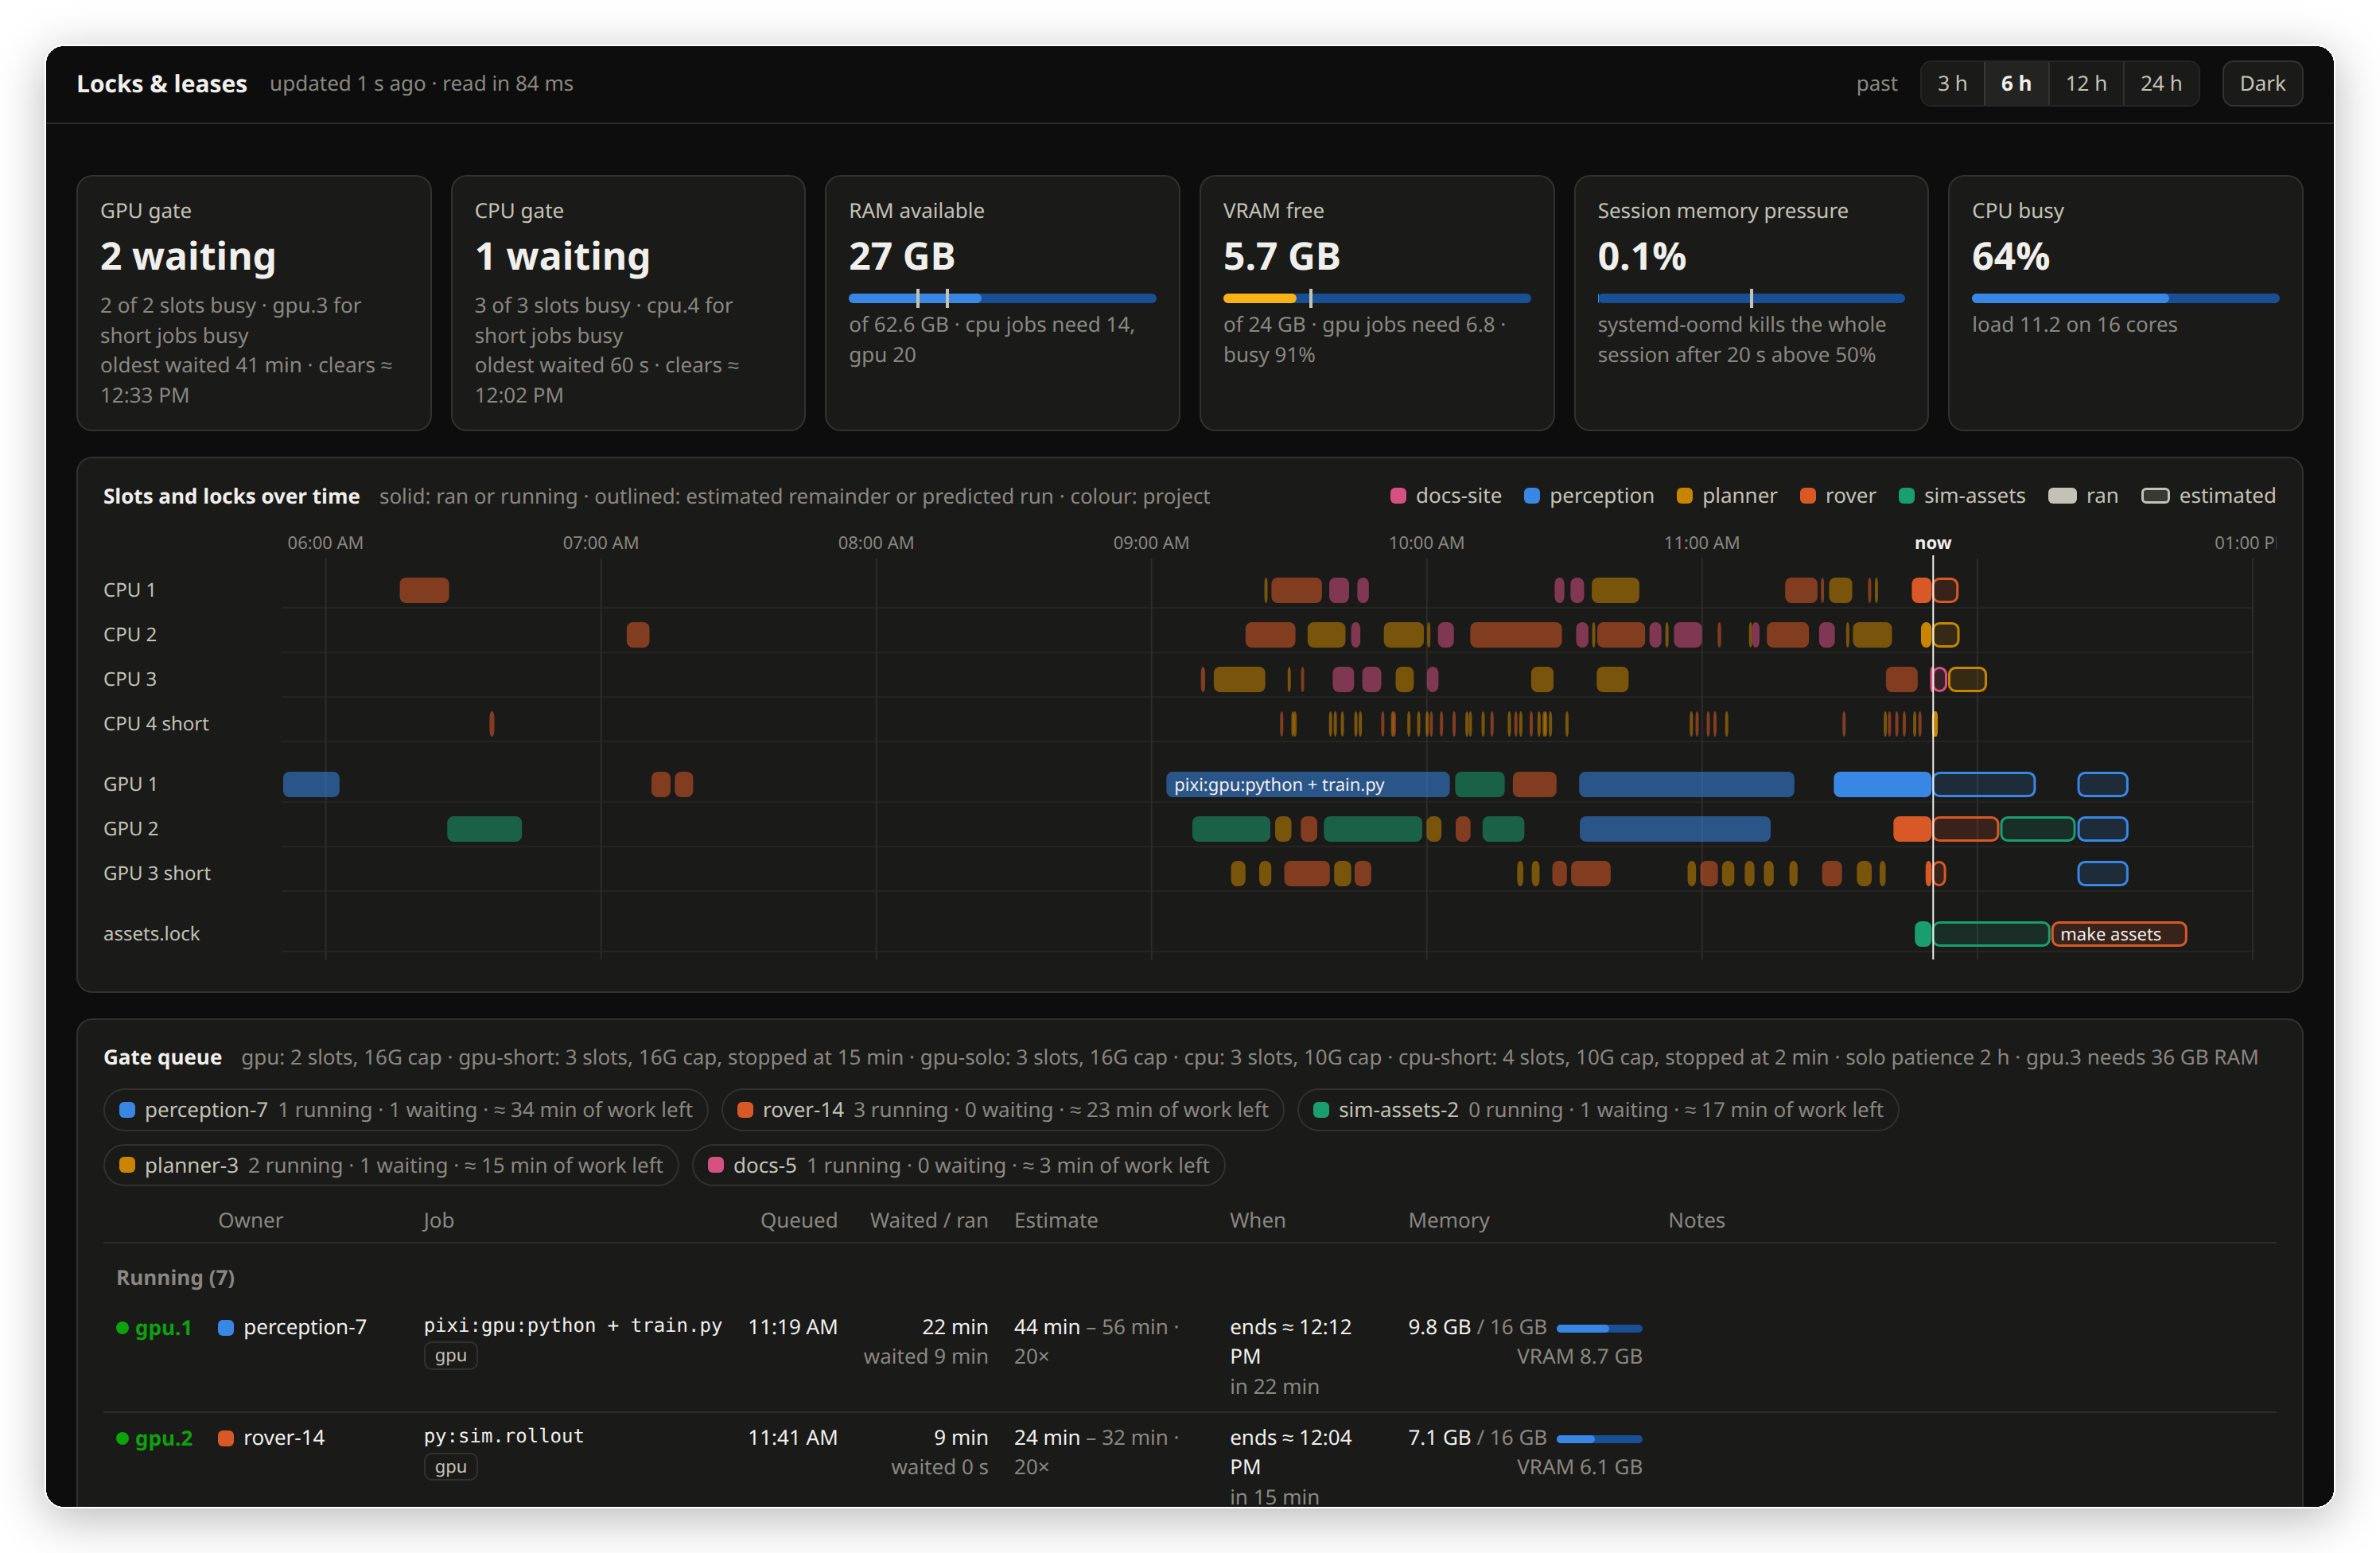 Locks & leases updated 1 s ago · read in 84 ms past 3 h 6 h 12 h 24 h Dark
GPU gate
2 waiting
2 of 2 slots busy · gpu.3 for
short jobs busy
oldest waited 41 min · clears ≈
12:33 PM
CPU gate
1 waiting
3 of 3 slots busy · cpu.4 for
short jobs busy
oldest waited 60 s · clears ≈
12:02 PM
RAM available
27 GB
of 62.6 GB · cpu jobs need 14,
gpu 20
VRAM free
5.7 GB
of 24 GB · gpu jobs need 6.8 ·
busy 91%
Session memory pressure
0.1%
systemd-oomd kills the whole
session after 20 s above 50%
CPU busy
64%
load 11.2 on 16 cores
Slots and locks over time solid: ran or running · outlined: estimated remainder or predicted run · colour: project docs-site perception planner rover sim-assets ran estimated
06:00 AM 07:00 AM 08:00 AM 09:00 AM 10:00 AM 11:00 AM now 01:00 P
CPU 1
CPU 2
CPU 3
CPU 4 short
GPU 1 pixi:gpu:python + train.py
GPU 2
GPU 3 short
assets.lock make assets
Gate queue gpu: 2 slots, 16G cap · gpu-short: 3 slots, 16G cap, stopped at 15 min · gpu-solo: 3 slots, 16G cap · cpu: 3 slots, 10G cap · cpu-short: 4 slots, 10G cap, stopped at 2 min · solo patience 2 h · gpu.3 needs 36 GB RAM
perception-7 1 running · 1 waiting · ≈ 34 min of work left rover-14 3 running · 0 waiting · ≈ 23 min of work left sim-assets-2 0 running · 1 waiting · ≈ 17 min of work left
planner-3 2 running · 1 waiting · ≈ 15 min of work left docs-5 1 running · 0 waiting · ≈ 3 min of work left
Owner Job Queued Waited / ran Estimate When Memory Notes
Running (7)
gpu.1 perception-7 pixi:gpu:python + train.py 11:19 AM 22 min 44 min – 56 min · ends ≈ 12:12 9.8 GB / 16 GB
gpu waited 9 min 20× PM VRAM 8.7 GB
in 22 min
gpu.2 rover-14 py:sim.rollout 11:41 AM 9 min 24 min – 32 min · ends ≈ 12:04 7.1 GB / 16 GB
gpu waited 0 s 20× PM VRAM 6.1 GB
in 15 min